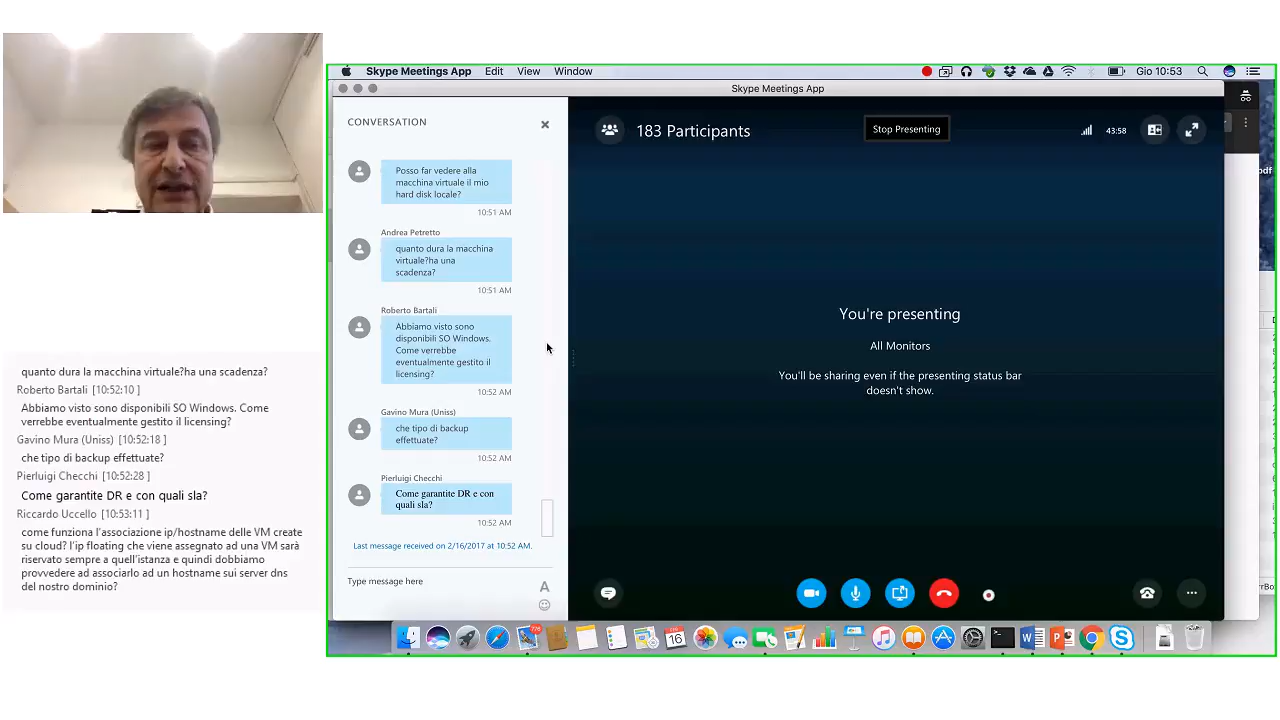 Skype Meetings App Edit View Window
Gio 10:53
Skype Meetings App
CONVERSATION
Posso far vedere alla
macchina virtuale il mio
hard disk locale?
10:51 AM
Andrea Petretto
quanto dura la macchina
virtuale?ha una
scadenza?
10:51 AM
Roberto Bartali
Abbiamo visto sono
disponibili SO Windows.
Come verrebbe
eventualmente gestito il
licensing?
10:52 AM
Gavino Mura (Uniss)
che tipo di backup
effettuate?
10:52 AM
Pierluigi Checchi
Come garantite DR e con
quali sla?
10:52 AM
Last message received on 2/16/2017 at 10:52 AM.
Type message here
A
183 Participants
Stop Presenting
43:58
You're presenting
All Monitors
You'll be sharing even if the presenting status bar
doesn't show.
pdf
16
quanto dura la macchina virtuale?ha una scadenza?
Roberto Bartali [10:52:10 ]
Abbiamo visto sono disponibili SO Windows. Come
verrebbe eventualmente gestito il licensing?
Gavino Mura (Uniss) [10:52:18 ]
che tipo di backup effettuate?
Pierluigi Checchi [10:52:28 ]
Come garantite DR e con quali sla?
Riccardo Uccello [10:53:11 ]
come funziona l'associazione ip/hostname delle VM create
su cloud? l'ip floating che viene assegnato ad una VM sarà
riservato sempre a quell'istanza e quindi dobbiamo
provvedere ad associarlo ad un hostname sui server dns
del nostro dominio?